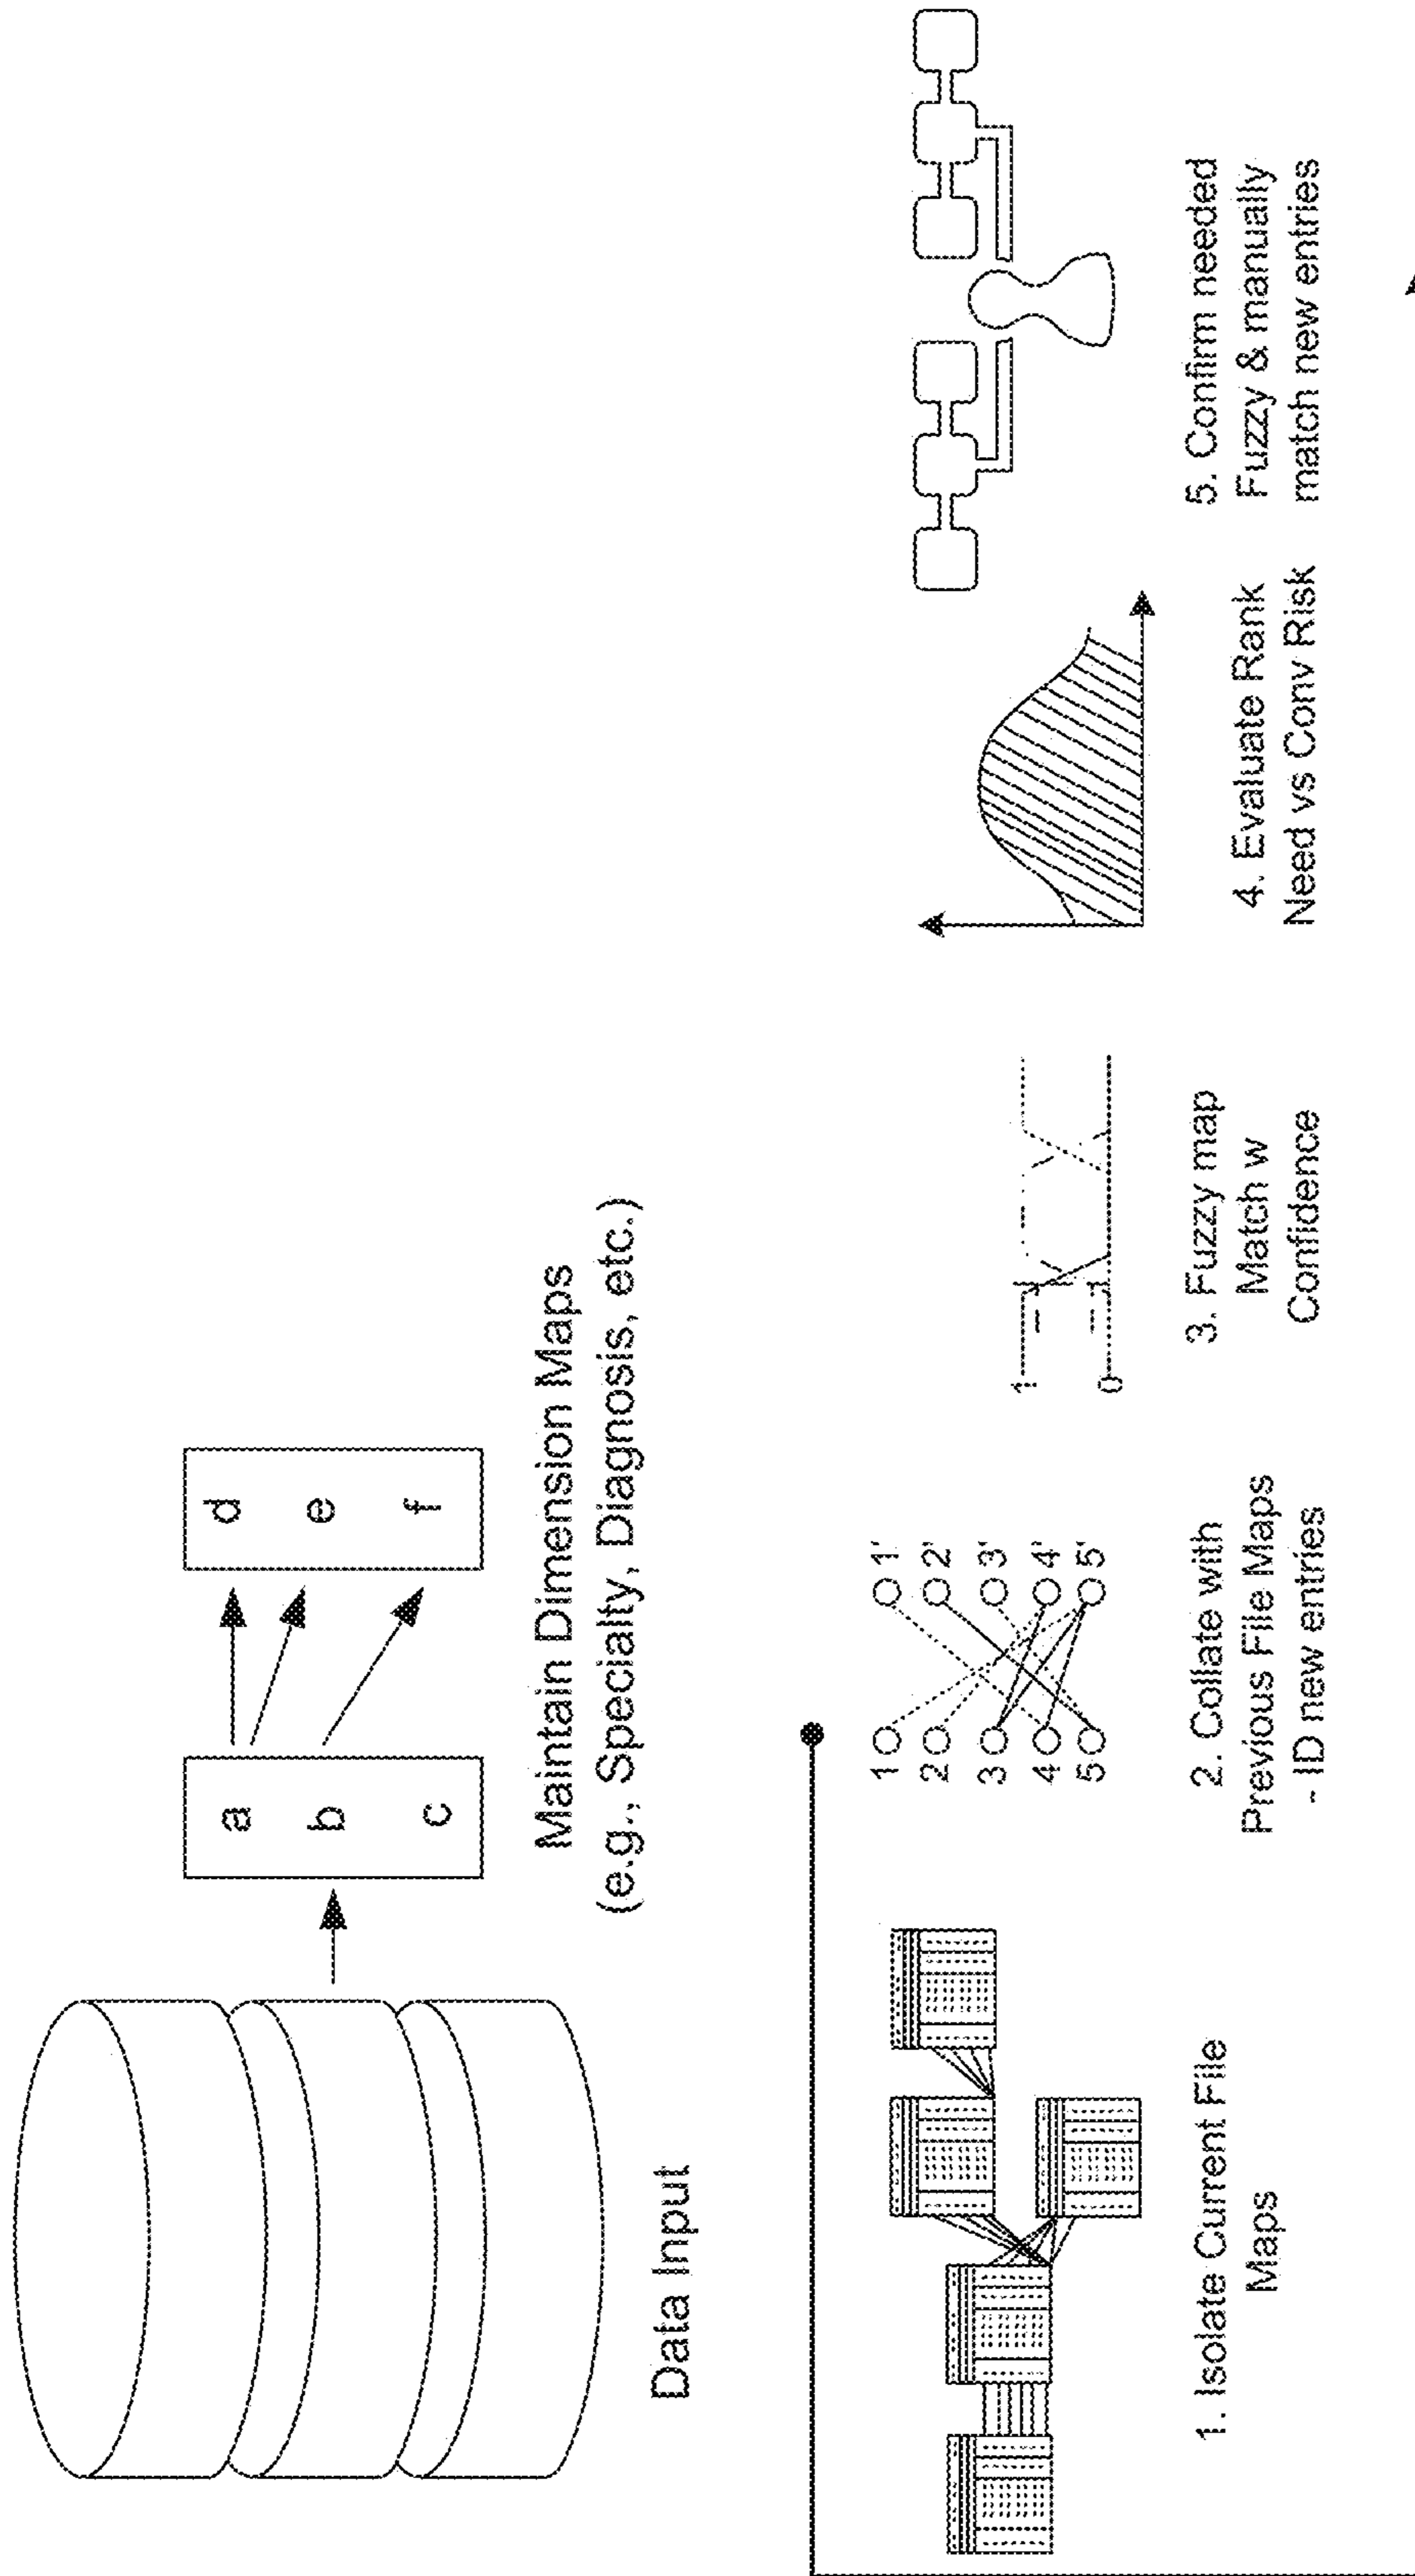 Data Input
a
b
c
d
e
f
Maintain Dimension Maps
(e.g., Specialty, Diagnosis, etc.)
1. Isolate Current File
Maps
1
2
3
4
5
1'
2'
3'
4'
5'
2. Collate with
Previous File Maps
- ID new entries
1
0
3. Fuzzy map
Match w
Confidence
4. Evaluate Rank
Need vs Conv Risk
5. Confirm needed
Fuzzy & manually
match new entries